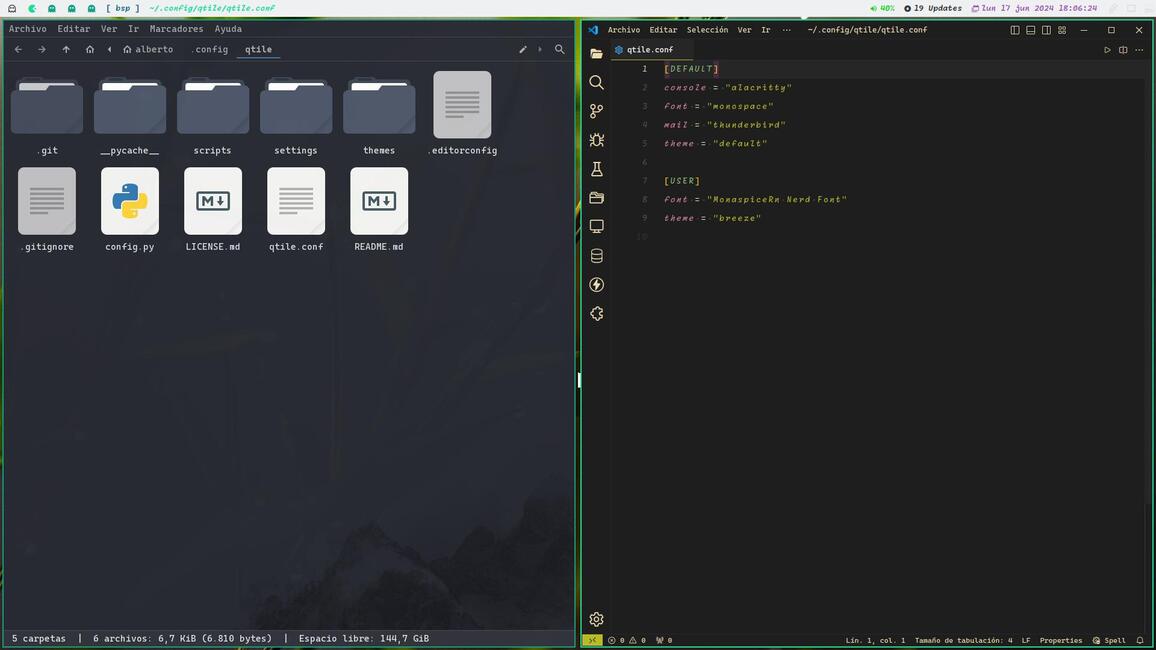 [ bsp ] ~/.config/qtile/qtile.conf
40% 19 Updates lun 17 jun 2024 18:06:24
Archivo Editar Ver Ir Marcadores Ayuda
alberto .config qtile
.git __pycache__ scripts settings themes .editorconfig
.gitignore config.py LICENSE.md qtile.conf README.md
5 carpetas | 6 archivos: 6,7 KiB (6.810 bytes) | Espacio libre: 144,7 GiB
Archivo Editar Selección Ver Ir ··· ~/.config/qtile/qtile.conf
qtile.conf
1 [DEFAULT]
2 console = "alacritty"
3 font = "monospace"
4 mail = "thunderbird"
5 theme = "default"
6
7 [USER]
8 font = "MonaspiceRn Nerd Font"
9 theme = "breeze"
10
0 0 0 Lín. 1, col. 1 Tamaño de tabulación: 4 LF Properties Spell